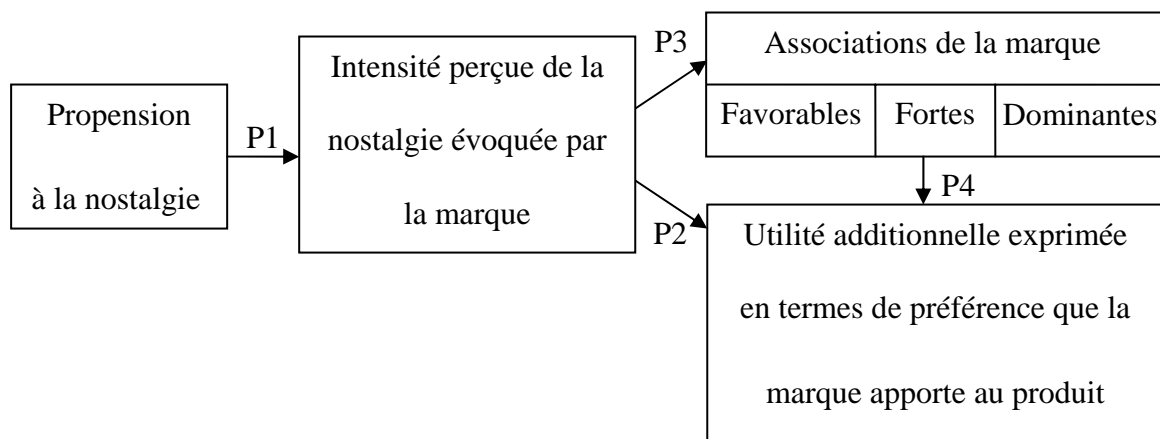 Propension
à la nostalgie
P1
Intensité perçue de la
nostalgie évoquée par
la marque
P3
Associations de la marque
Favorables Fortes Dominantes
P4
P2
Utilité additionnelle exprimée
en termes de préférence que la
marque apporte au produit